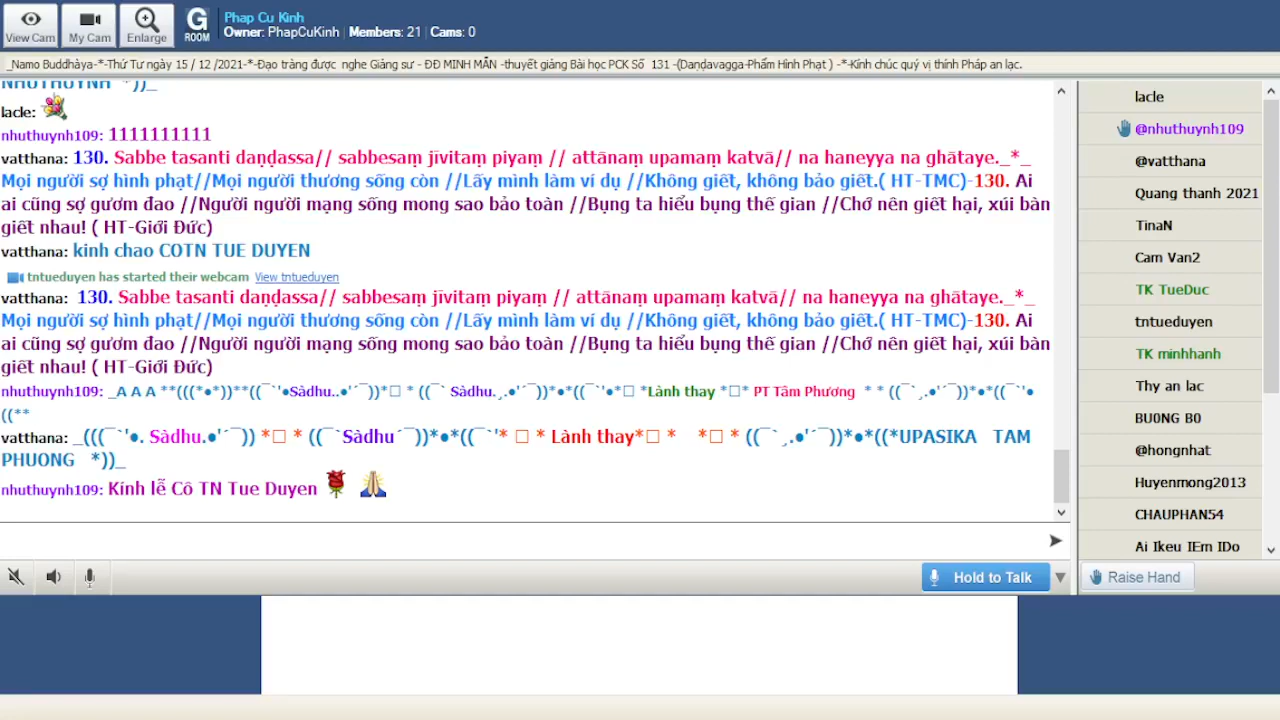 View Cam
My Cam
Enlarge
G
ROOM
Phap Cu Kinh
Owner: PhapCuKinh | Members: 21 | Cams: 0
_Namo Buddhàya-*-Thứ Tư ngày 15 / 12 /2021-*-Đạo tràng được nghe Giảng sư - ĐĐ MINH MẪN -thuyết giảng Bài học PCK Số 131 -(Daṇḍavagga-Phẩm Hình Phạt ) -*-Kính chúc quý vị thính Pháp an lạc.
NHUTHUYNH *))_
lacle:
nhuthuynh109: 1111111111
vatthana: 130. Sabbe tasanti daṇḍassa// sabbesaṃ jīvitaṃ piyaṃ // attānaṃ upamaṃ katvā// na haneyya na ghātaye._*_
Mọi người sợ hình phạt//Mọi người thương sống còn //Lấy mình làm ví dụ //Không giết, không bảo giết.( HT-TMC)-130. Ai
ai cũng sợ gươm đao //Người người mạng sống mong sao bảo toàn //Bụng ta hiểu bụng thế gian //Chớ nên giết hại, xúi bàn
giết nhau! ( HT-Giới Đức)
vatthana: kinh chao COTN TUE DUYEN
tntueduyen has started their webcam View tntueduyen
vatthana: 130. Sabbe tasanti daṇḍassa// sabbesaṃ jīvitaṃ piyaṃ // attānaṃ upamaṃ katvā// na haneyya na ghātaye._*_
Mọi người sợ hình phạt//Mọi người thương sống còn //Lấy mình làm ví dụ //Không giết, không bảo giết.( HT-TMC)-130. Ai
ai cũng sợ gươm đao //Người người mạng sống mong sao bảo toàn //Bụng ta hiểu bụng thế gian //Chớ nên giết hại, xúi bàn
giết nhau! ( HT-Giới Đức)
nhuthuynh109: _A A A **(((*●*))**((¯`'●Sàdhu..●'´¯))*□ * ((¯` Sàdhu.¸.●'´¯))*●*((¯`'●*□ *Lành thay *□* PT Tâm Phương * * ((¯`¸.●'´¯))*●*((¯`'●
((**
vatthana: _(((¯`'●. Sàdhu.●'´¯)) *□ * ((¯`Sàdhu´¯))*●*((¯`'* □ * Lành thay*□ * *□ * ((¯`¸.●'´¯))*●*((*UPASIKA TAM
PHUONG *))_
nhuthuynh109: Kính lễ Cô TN Tue Duyen
Hold to Talk
lacle
@nhuthuynh109
@vatthana
Quang thanh 2021
TinaN
Cam Van2
TK TueDuc
tntueduyen
TK minhhanh
Thy an lac
BU0NG B0
@hongnhat
Huyenmong2013
CHAUPHAN54
Ai Ikeu IEm IDo
Raise Hand